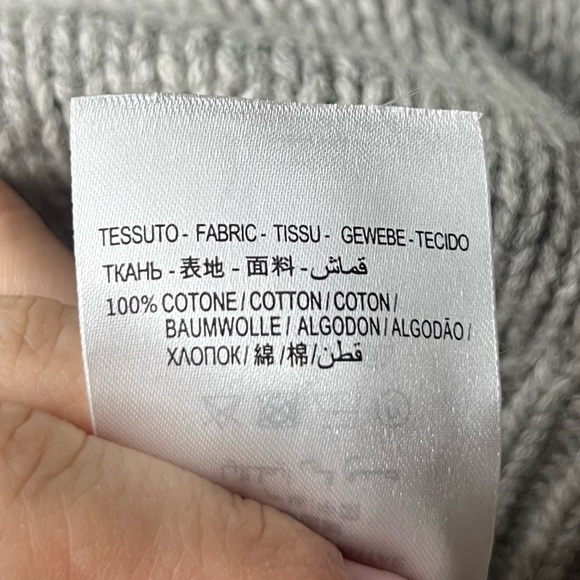 TESSUTO - FABRIC - TISSU - GEWEBE - TECIDO
ТКАНЬ - 表地 - 面料 - قماش
100% COTONE / COTTON / COTON /
BAUMWOLLE / ALGODON / ALGODÃO /
ХЛОПОК / 綿 / 棉 / قطن